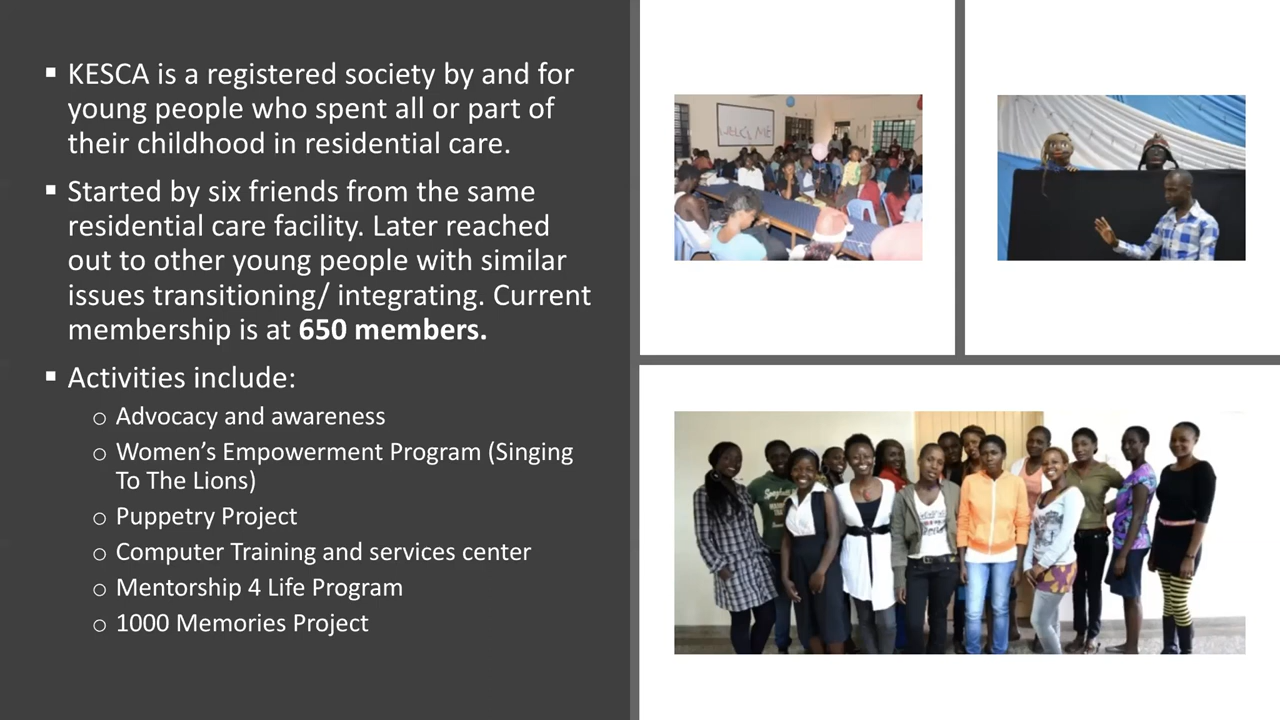 ▪ KESCA is a registered society by and for
young people who spent all or part of
their childhood in residential care.
▪ Started by six friends from the same
residential care facility. Later reached
out to other young people with similar
issues transitioning/ integrating. Current
membership is at 650 members.
▪ Activities include:
o Advocacy and awareness
o Women’s Empowerment Program (Singing
To The Lions)
o Puppetry Project
o Computer Training and services center
o Mentorship 4 Life Program
o 1000 Memories Project